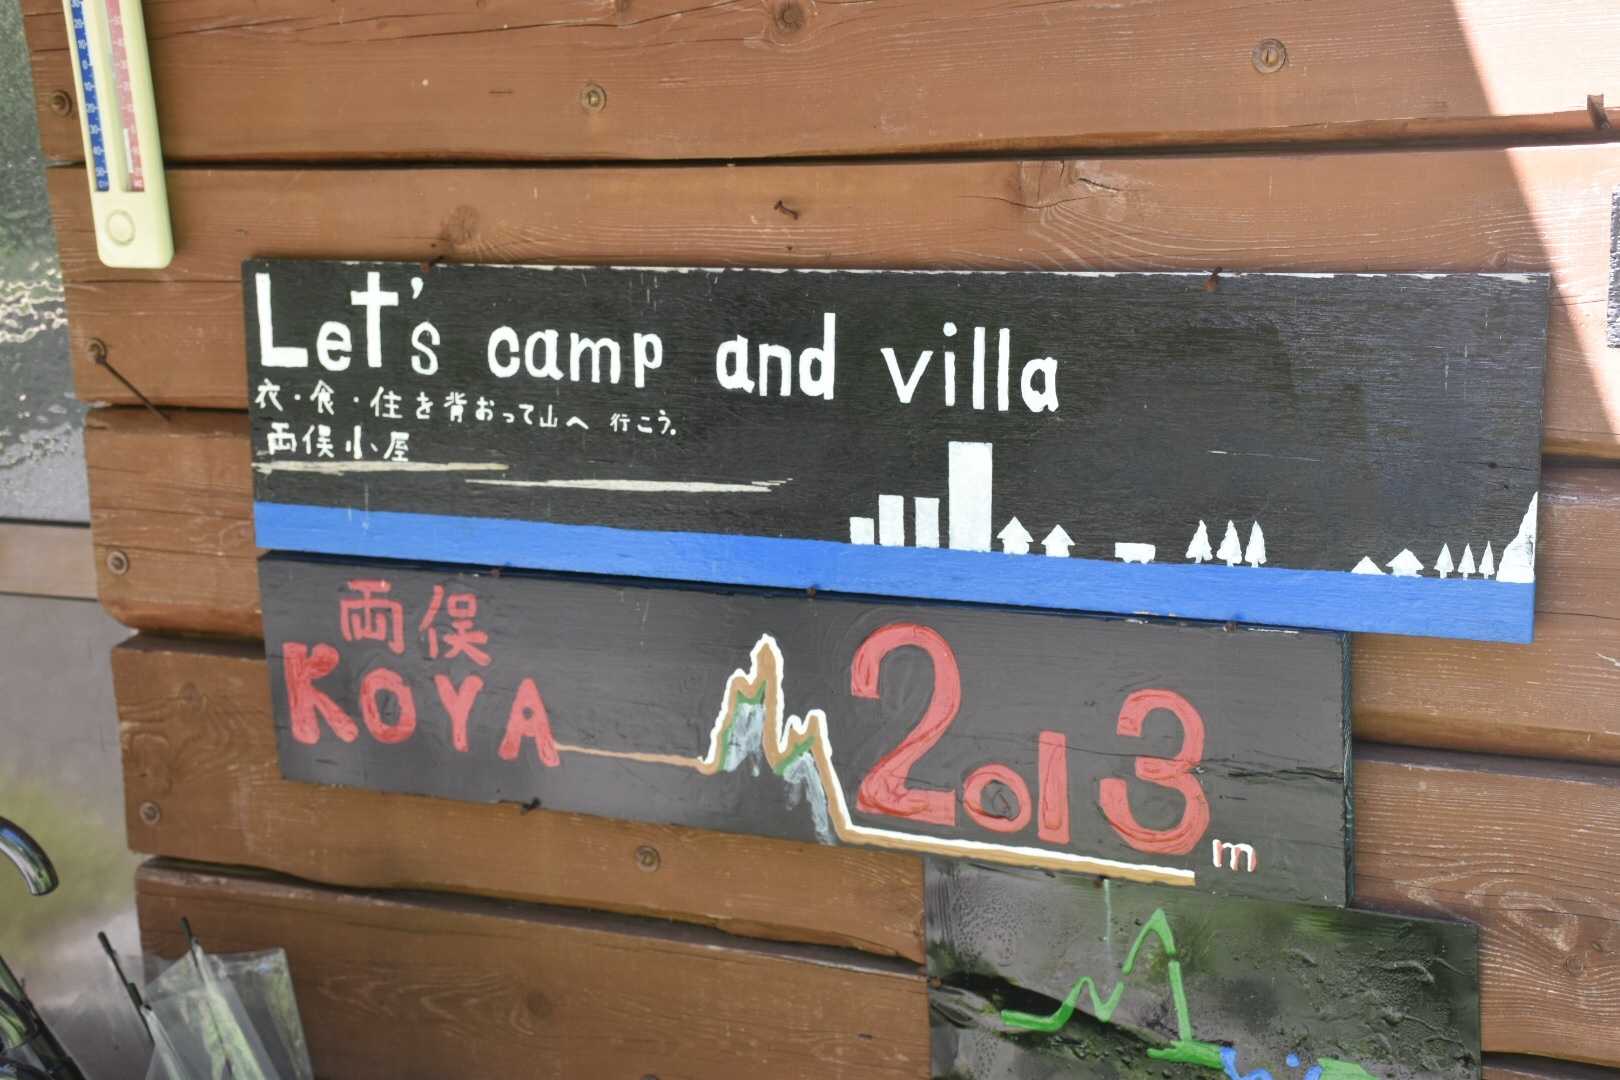 Let's camp and villa
衣・食・住を背おって山へ 行こう。
両俣小屋
両俣
KOYA 2013m